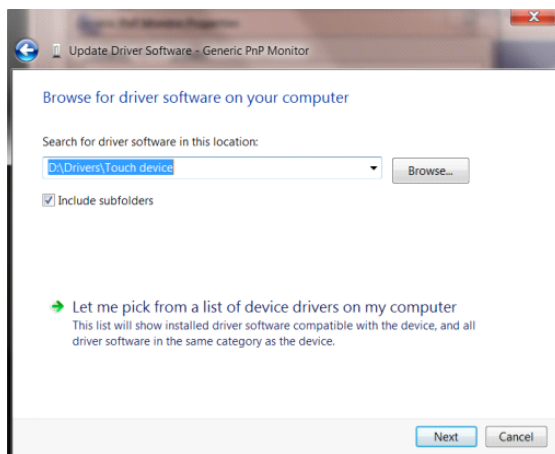 Update Driver Software - Generic PnP Monitor
Browse for driver software on your computer
Search for driver software in this location:
D:\Drivers\Touch device
Browse...
Include subfolders
Let me pick from a list of device drivers on my computer
This list will show installed driver software compatible with the device, and all
driver software in the same category as the device.
Next
Cancel